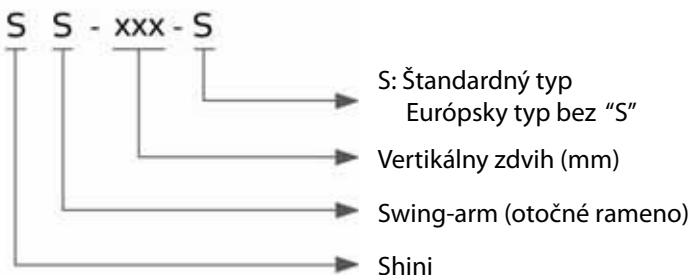 S S - xxx - S
S: Štandardný typ
Európsky typ bez “S”
Vertikálny zdvih (mm)
Swing-arm (otočné rameno)
Shini